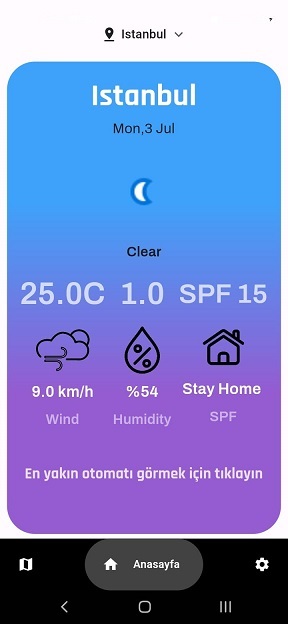 Istanbul
Istanbul
Mon,3 Jul
Clear
25.0C 1.0 SPF 15
9.0 km/h %54 Stay Home
Wind Humidity SPF
En yakın otomatı görmek için tıklayın
Anasayfa